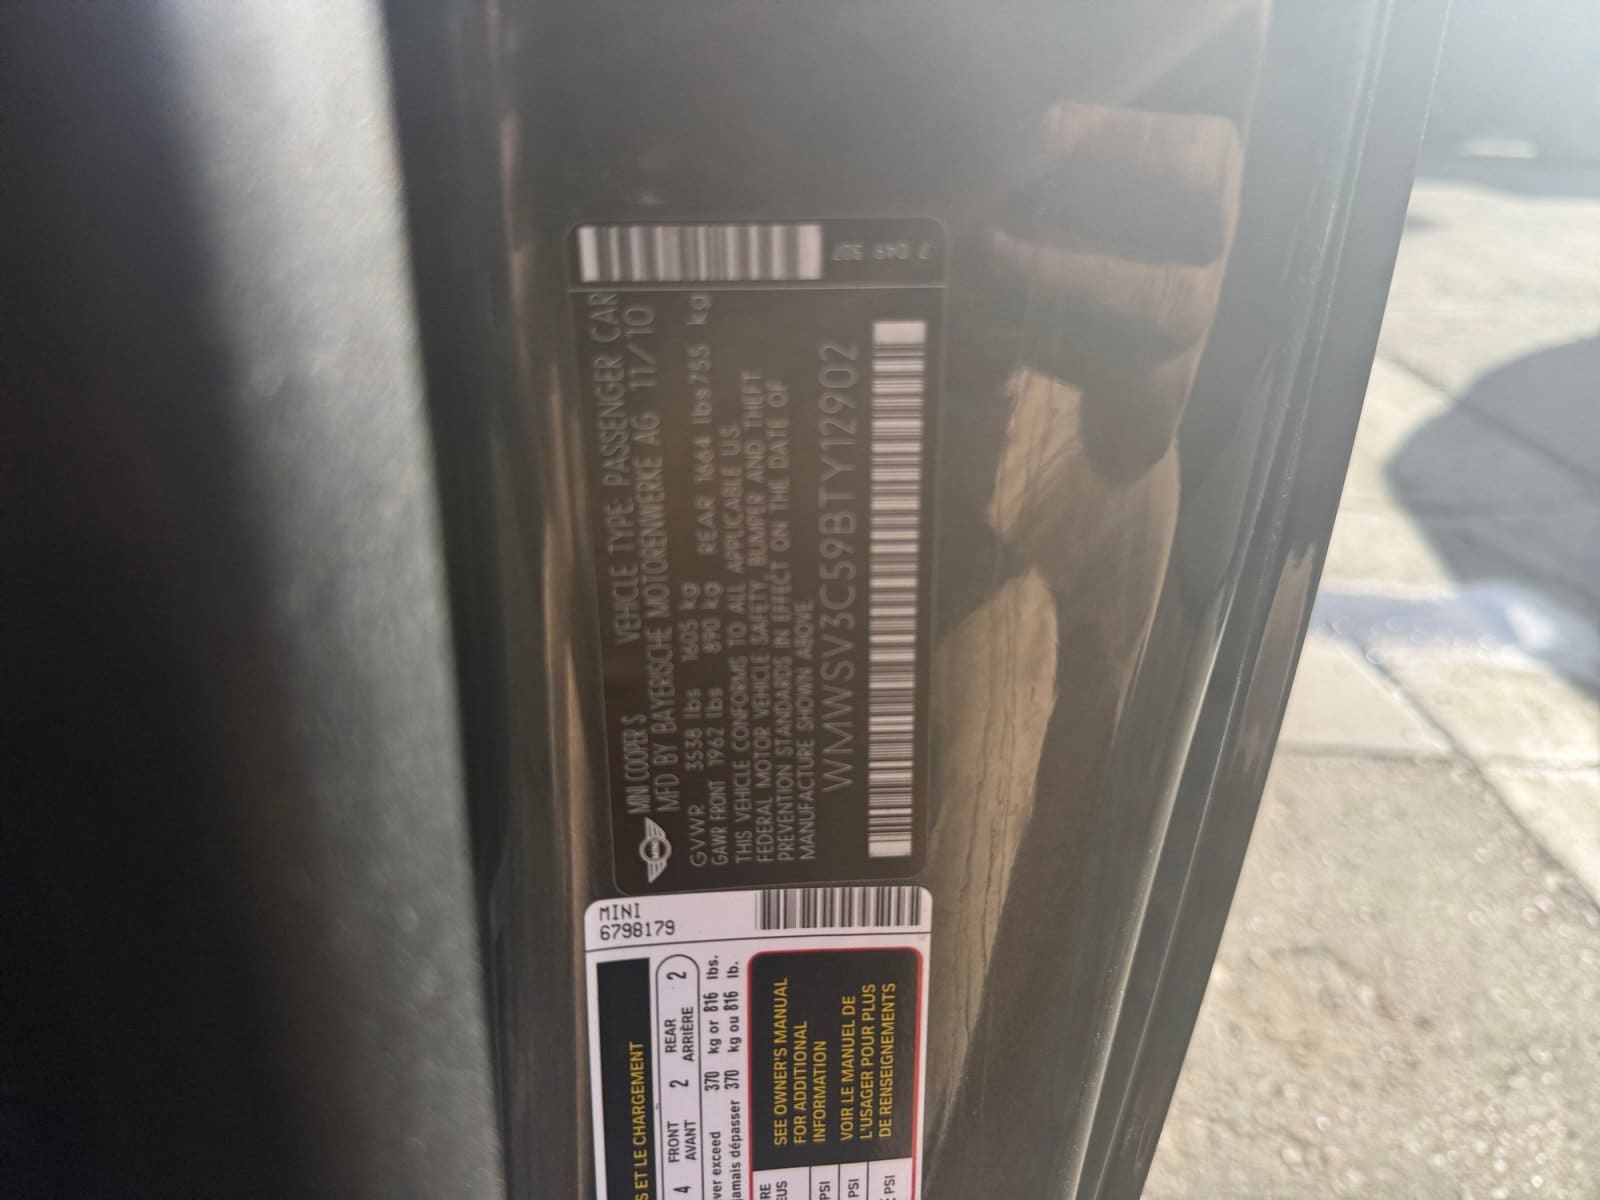 7 049 507
MINI COOPER S VEHICLE TYPE: PASSENGER CAR
MFD BY BAYERISCHE MOTORENWERKE AG 11/10
GVWR 3538 lbs 1605 kg
GAWR FRONT 1962 lbs 890 kg REAR 1664 lbs 755 kg
THIS VEHICLE CONFORMS TO ALL APPLICABLE U.S.
FEDERAL MOTOR VEHICLE SAFETY, BUMPER AND THEFT
PREVENTION STANDARDS IN EFFECT ON THE DATE OF
MANUFACTURE SHOWN ABOVE
WMWSV3C59BTY12902
MINI
6798179
S ET LE CHARGEMENT
4 FRONT 2 REAR 2
AVANT ARRIÈRE
ver exceed 370 kg or 816 lbs.
jamais dépasser 370 kg ou 816 lb.
SEE OWNER'S MANUAL
FOR ADDITIONAL
INFORMATION
VOIR LE MANUEL DE
L'USAGER POUR PLUS
DE RENSEIGNEMENTS
RE
EUS
PSI
PSI
PSI